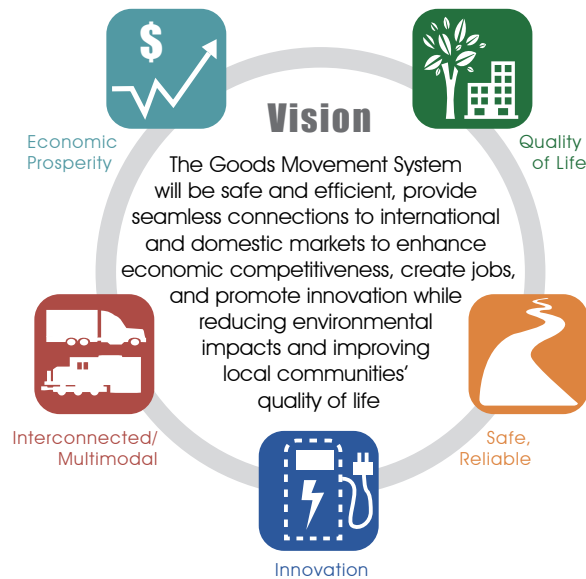 $
Economic
Prosperity
Quality
of Life
Vision
The Goods Movement System
will be safe and efficient, provide
seamless connections to international
and domestic markets to enhance
economic competitiveness, create jobs,
and promote innovation while
reducing environmental
impacts and improving
local communities'
quality of life
Interconnected/
Multimodal
Safe,
Reliable
Innovation